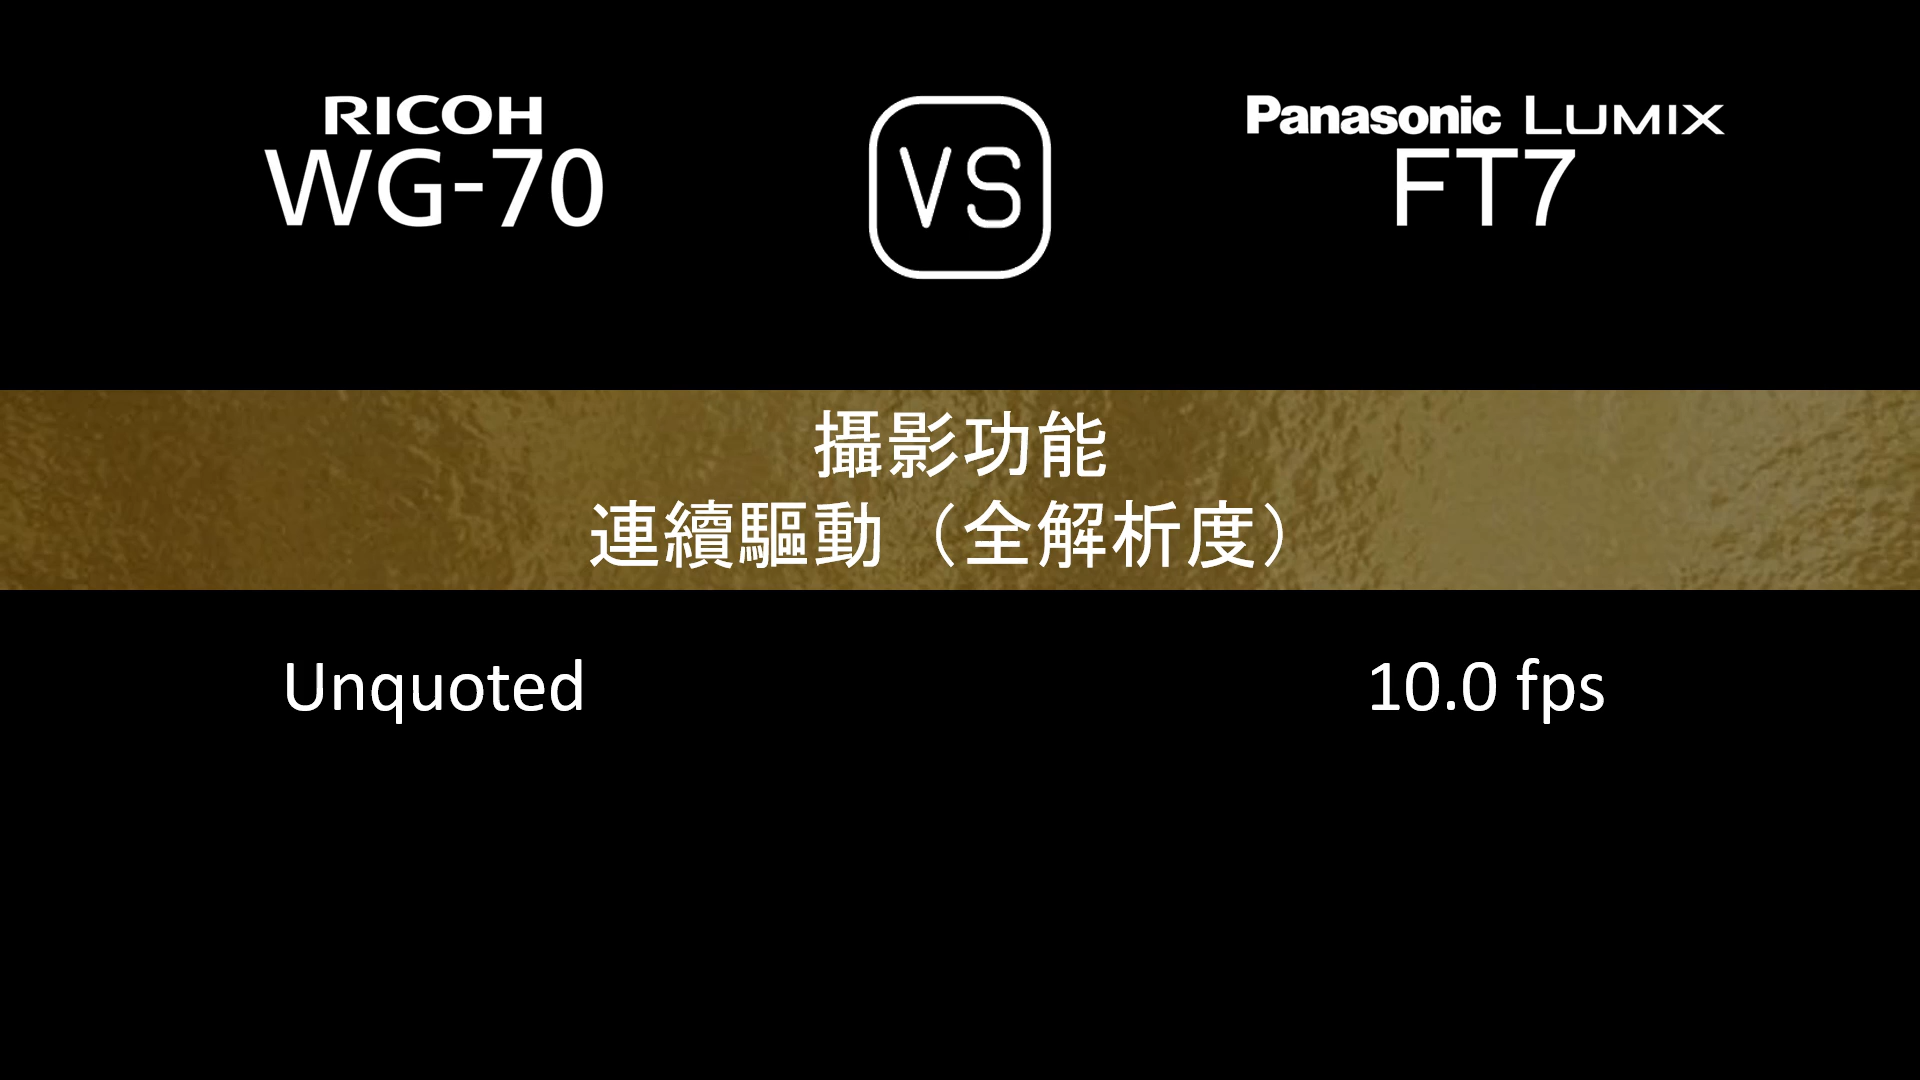 RICOH
WG-70
VS
Panasonic LUMIX
FT7
攝影功能
連續驅動（全解析度）
Unquoted
10.0 fps